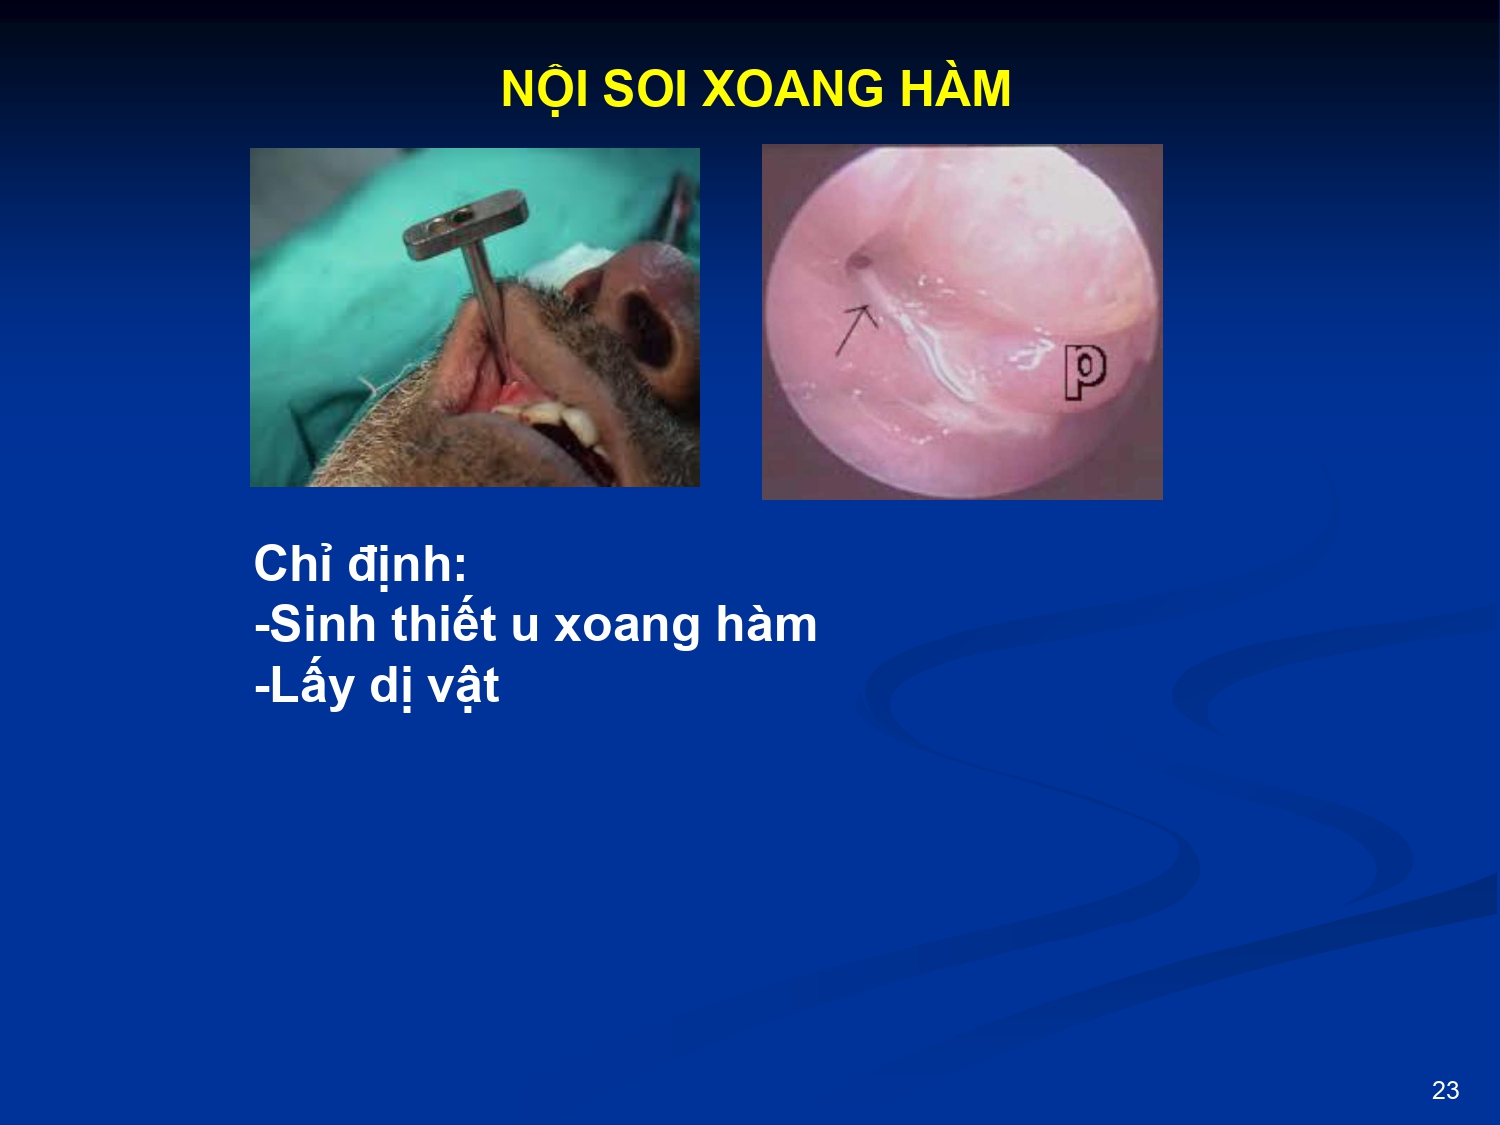 NỘI SOI XOANG HÀM
p
Chỉ định:
-Sinh thiết u xoang hàm
-Lấy dị vật
23